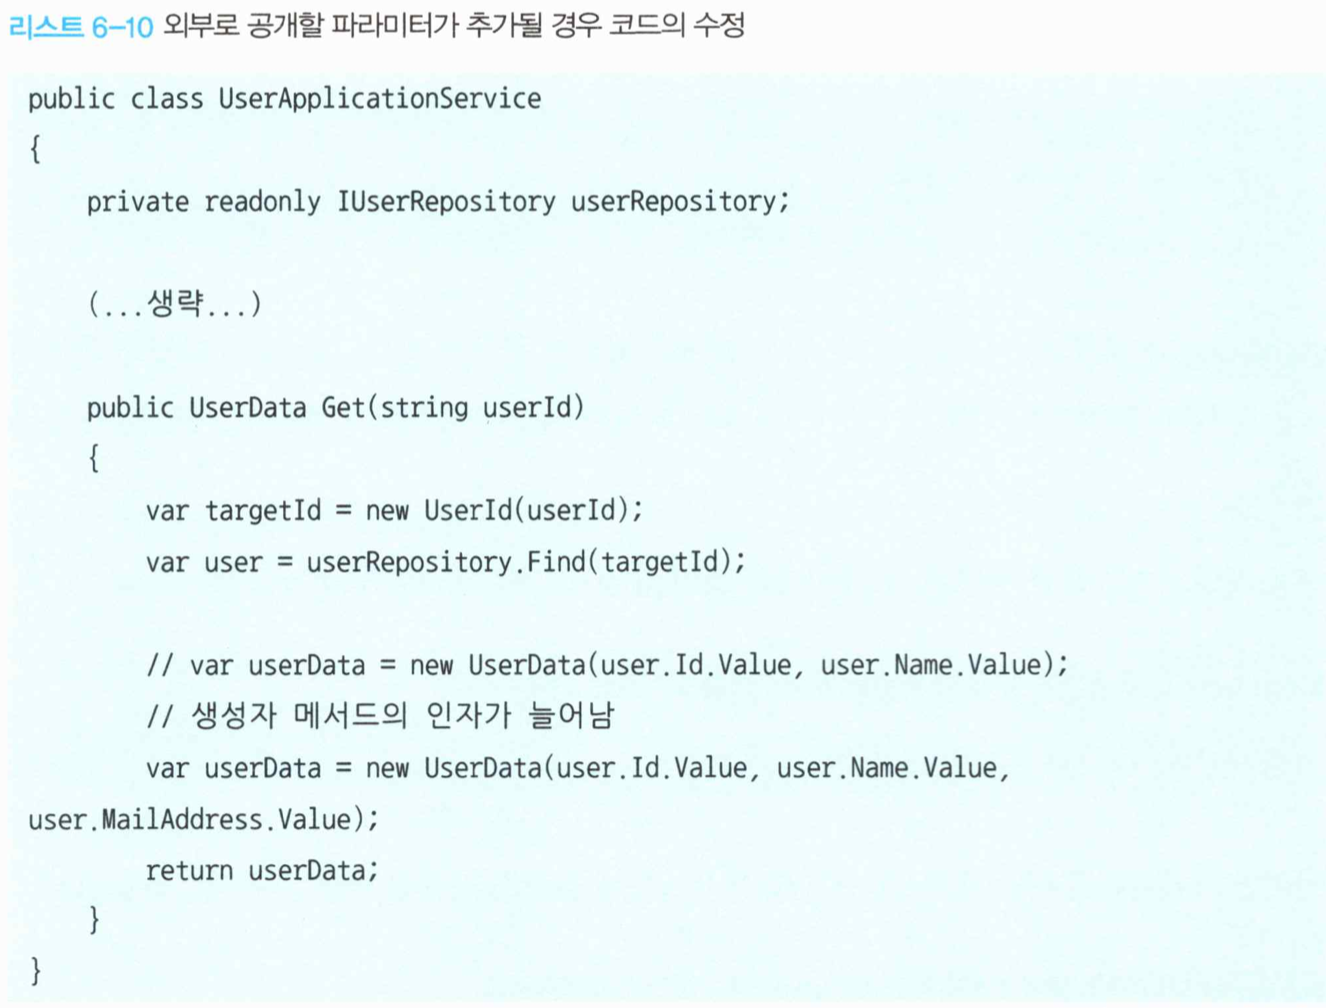 리스트 6-10 외부로 공개할 파라미터가 추가될 경우 코드의 수정
public class UserApplicationService
{
    private readonly IUserRepository userRepository;

    (...생략...)

    public UserData Get(string userId)
    {
        var targetId = new UserId(userId);
        var user = userRepository.Find(targetId);

        // var userData = new UserData(user.Id.Value, user.Name.Value);
        // 생성자 메서드의 인자가 늘어남
        var userData = new UserData(user.Id.Value, user.Name.Value,
user.MailAddress.Value);
        return userData;
    }
}